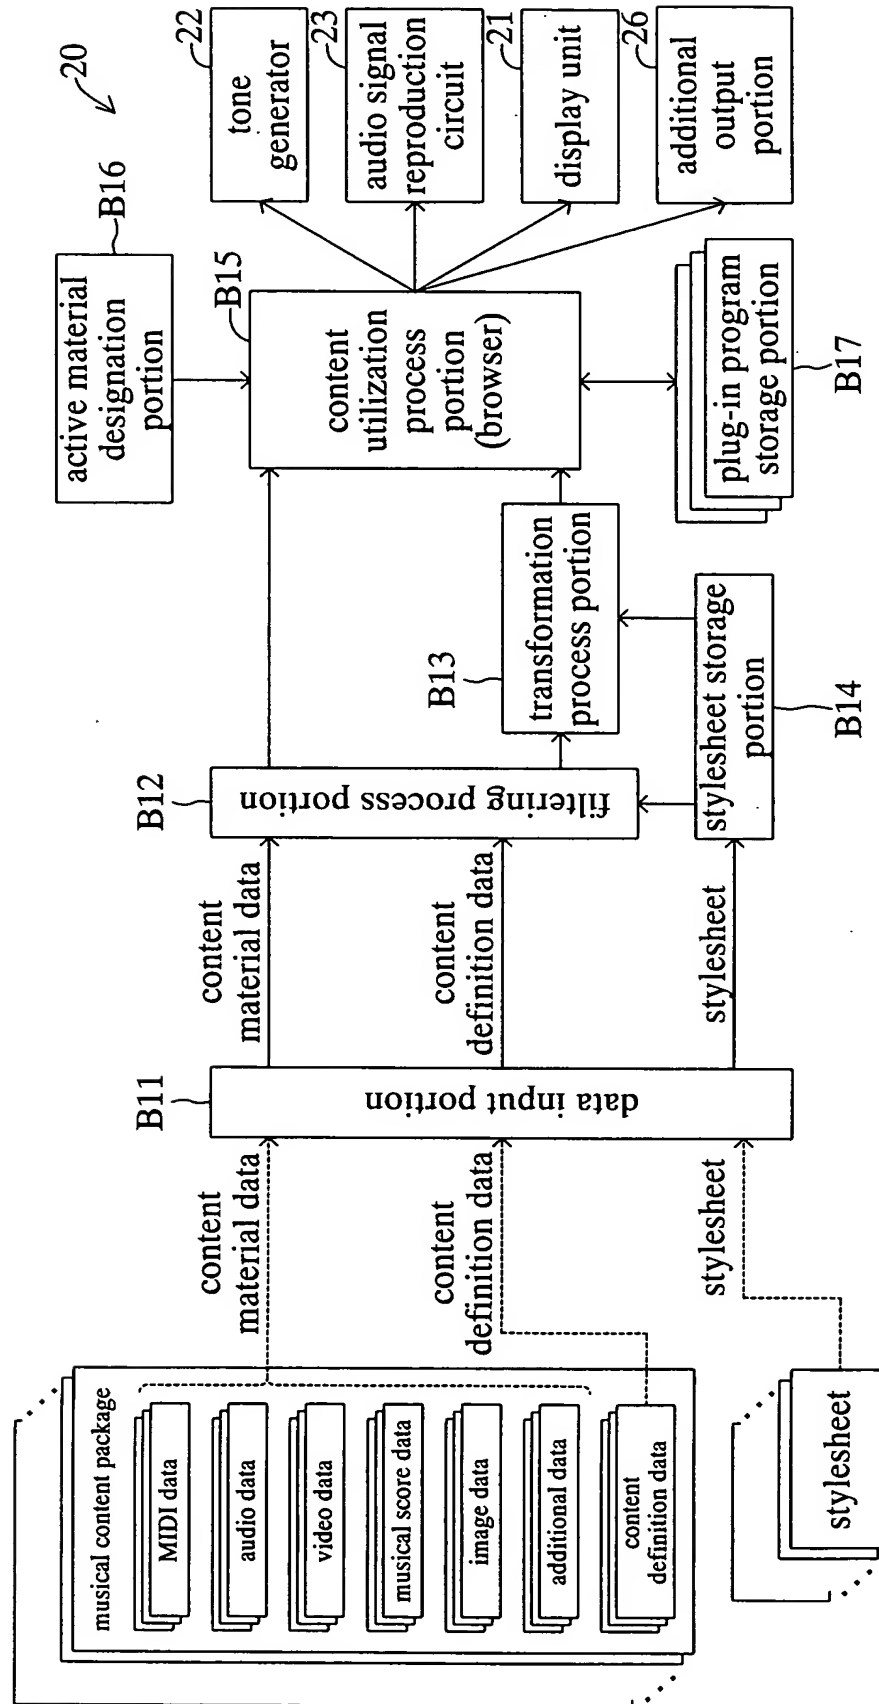 20
musical content package
MIDI data
audio data
video data
musical score data
image data
additional data
content
definition data
stylesheet
content
material data
content
definition data
stylesheet
B11
data input portion
content
material data
content
definition data
stylesheet
B12
filtering process portion
B13
transformation
process portion
stylesheet storage
portion
B14
active material
designation
portion
B16
B15
content
utilization
process
portion
(browser)
plug-in program
storage portion
B17
22
tone
generator
23
audio signal
reproduction
circuit
21
display unit
26
additional
output
portion